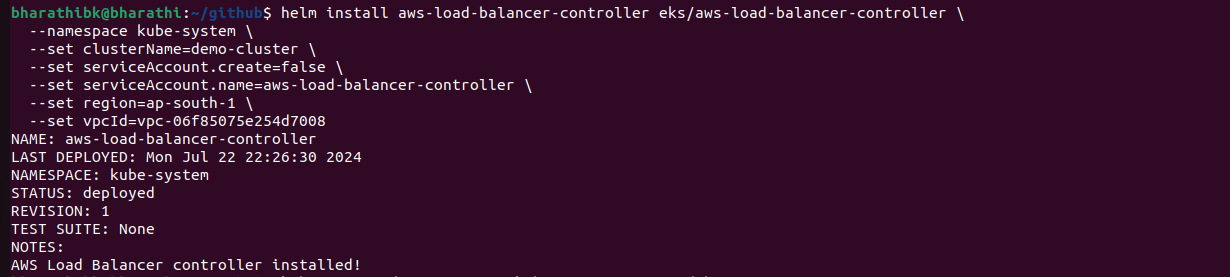 bharathibk@bharathi:~/github$ helm install aws-load-balancer-controller eks/aws-load-balancer-controller \
--namespace kube-system \
--set clusterName=demo-cluster \
--set serviceAccount.create=false \
--set serviceAccount.name=aws-load-balancer-controller \
--set region=ap-south-1 \
--set vpcId=vpc-06f85075e254d7008
NAME: aws-load-balancer-controller
LAST DEPLOYED: Mon Jul 22 22:26:30 2024
NAMESPACE: kube-system
STATUS: deployed
REVISION: 1
TEST SUITE: None
NOTES:
AWS Load Balancer controller installed!